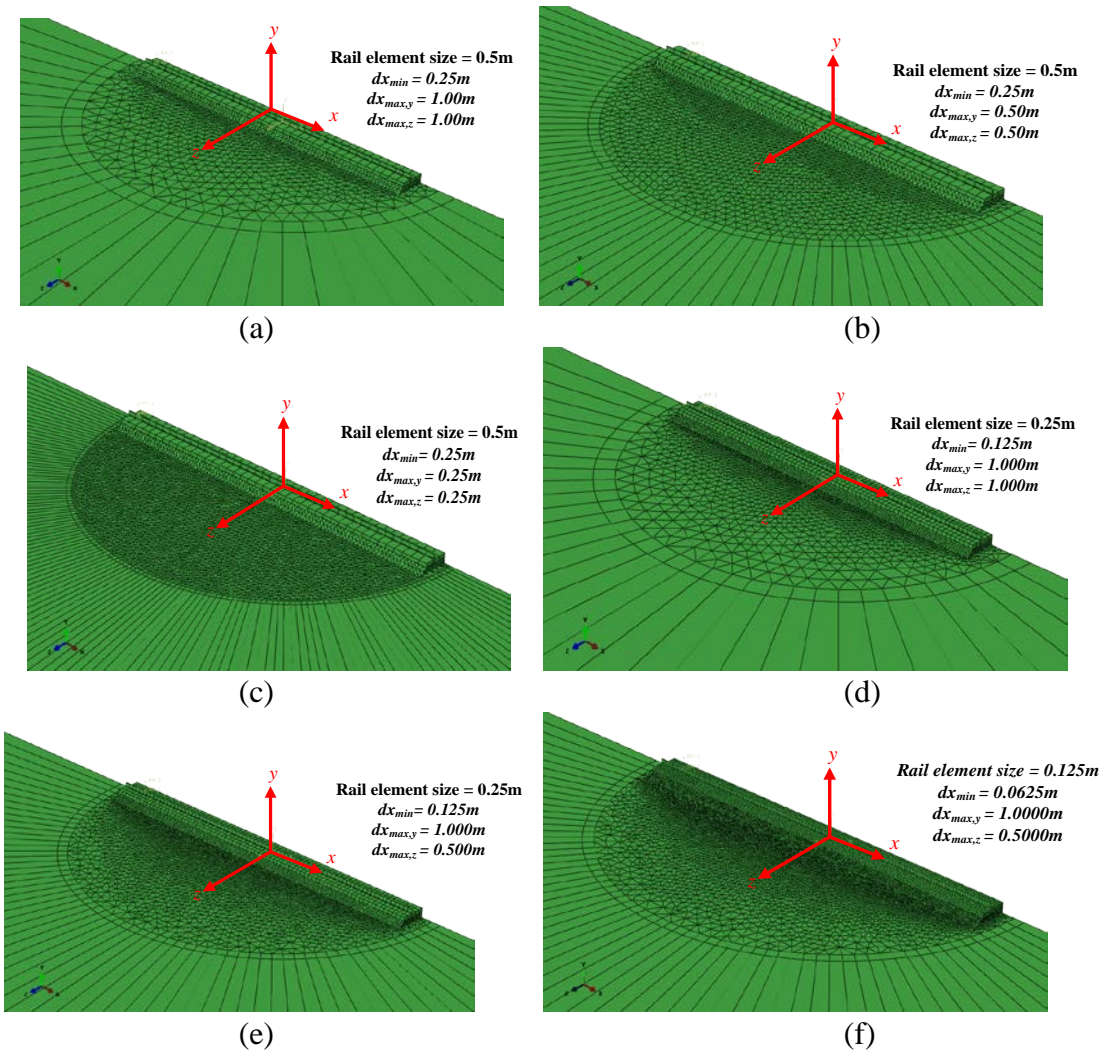 y
Rail element size = 0.5m
dx_min = 0.25m
dx_max,y = 1.00m
dx_max,z = 1.00m
x
z
(a)
y
Rail element size = 0.5m
dx_min = 0.25m
dx_max,y = 0.50m
dx_max,z = 0.50m
x
z
(b)
y
Rail element size = 0.5m
dx_min= 0.25m
dx_max,y = 0.25m
dx_max,z = 0.25m
x
z
(c)
y
Rail element size = 0.25m
dx_min = 0.125m
dx_max,y = 1.000m
dx_max,z = 1.000m
x
z
(d)
y
Rail element size = 0.25m
dx_min= 0.125m
dx_max,y = 1.000m
dx_max,z = 0.500m
x
z
(e)
y
Rail element size = 0.125m
dx_min = 0.0625m
dx_max,y = 1.0000m
dx_max,z = 0.5000m
x
z
(f)